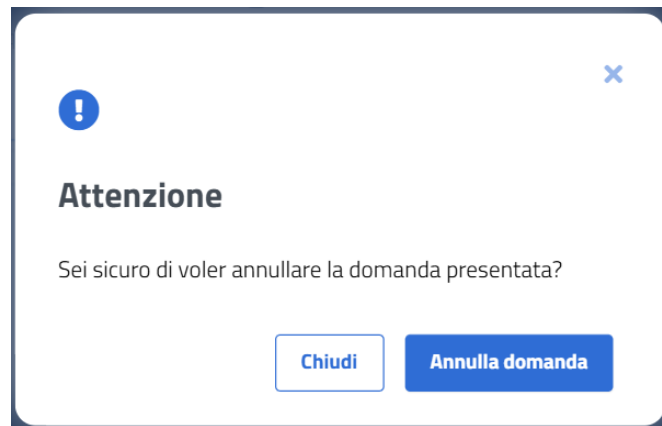 Attenzione
Sei sicuro di voler annullare la domanda presentata?
Chiudi
Annulla domanda